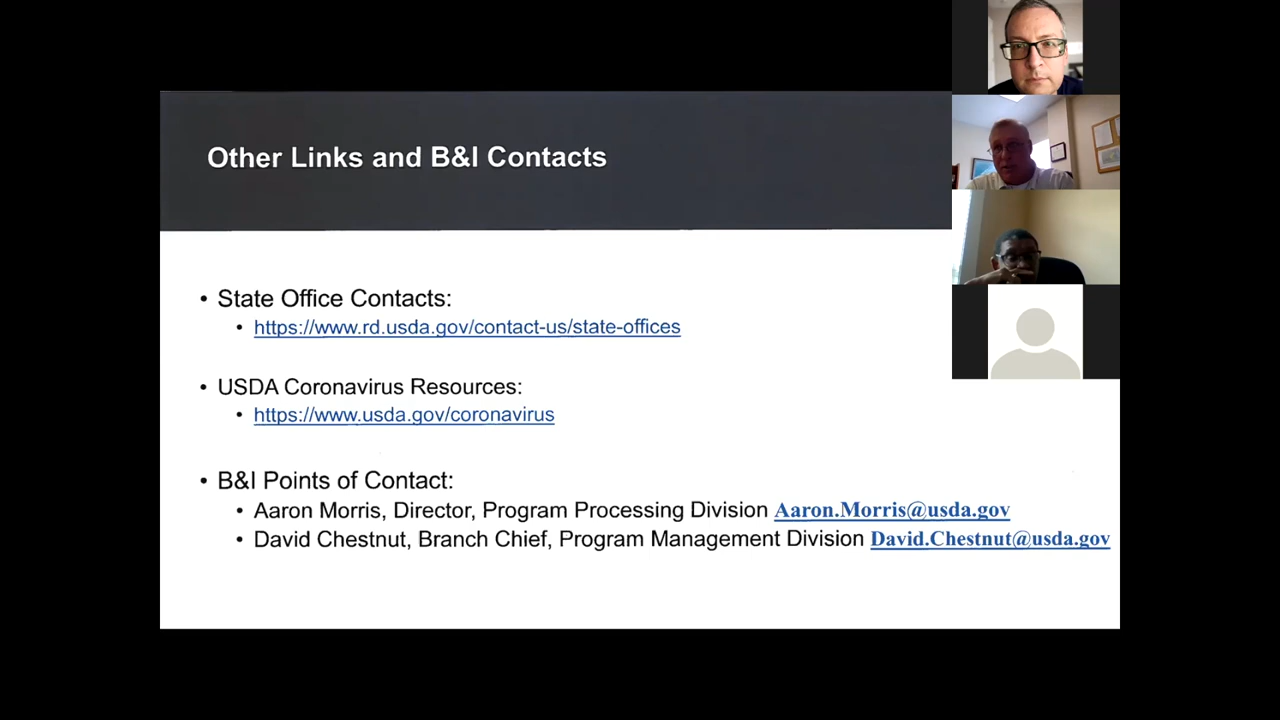 Other Links and B&I Contacts
• State Office Contacts:
• https://www.rd.usda.gov/contact-us/state-offices
• USDA Coronavirus Resources:
• https://www.usda.gov/coronavirus
• B&I Points of Contact:
• Aaron Morris, Director, Program Processing Division Aaron.Morris@usda.gov
• David Chestnut, Branch Chief, Program Management Division David.Chestnut@usda.gov